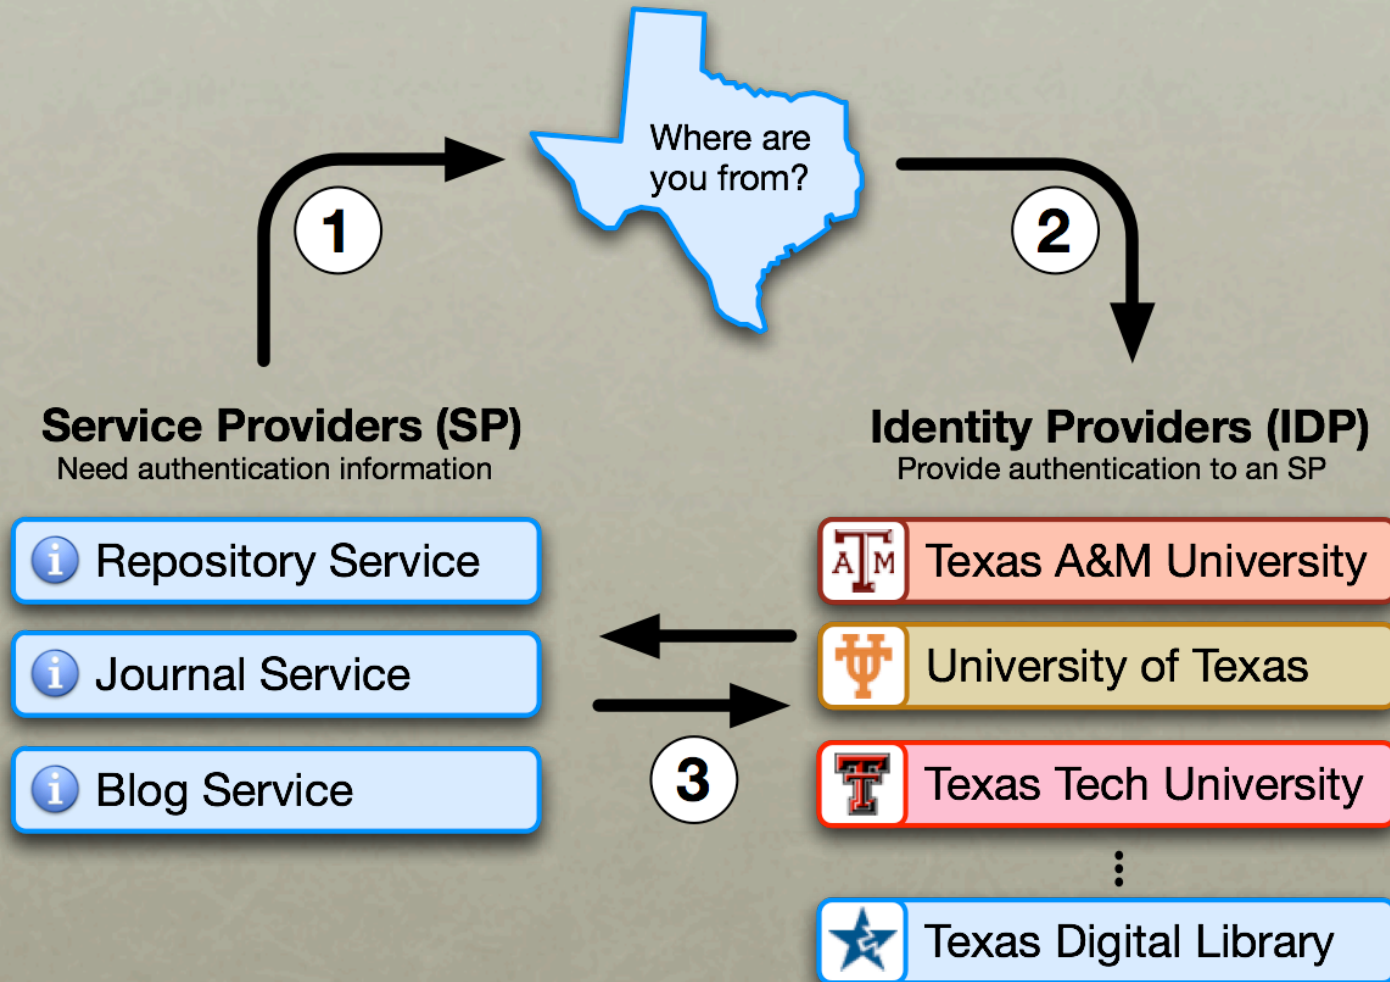 Where are
you from?
1
2
Service Providers (SP)
Need authentication information
Repository Service
Journal Service
Blog Service
3
Identity Providers (IDP)
Provide authentication to an SP
A T M Texas A&M University
UT University of Texas
T Texas Tech University
Texas Digital Library